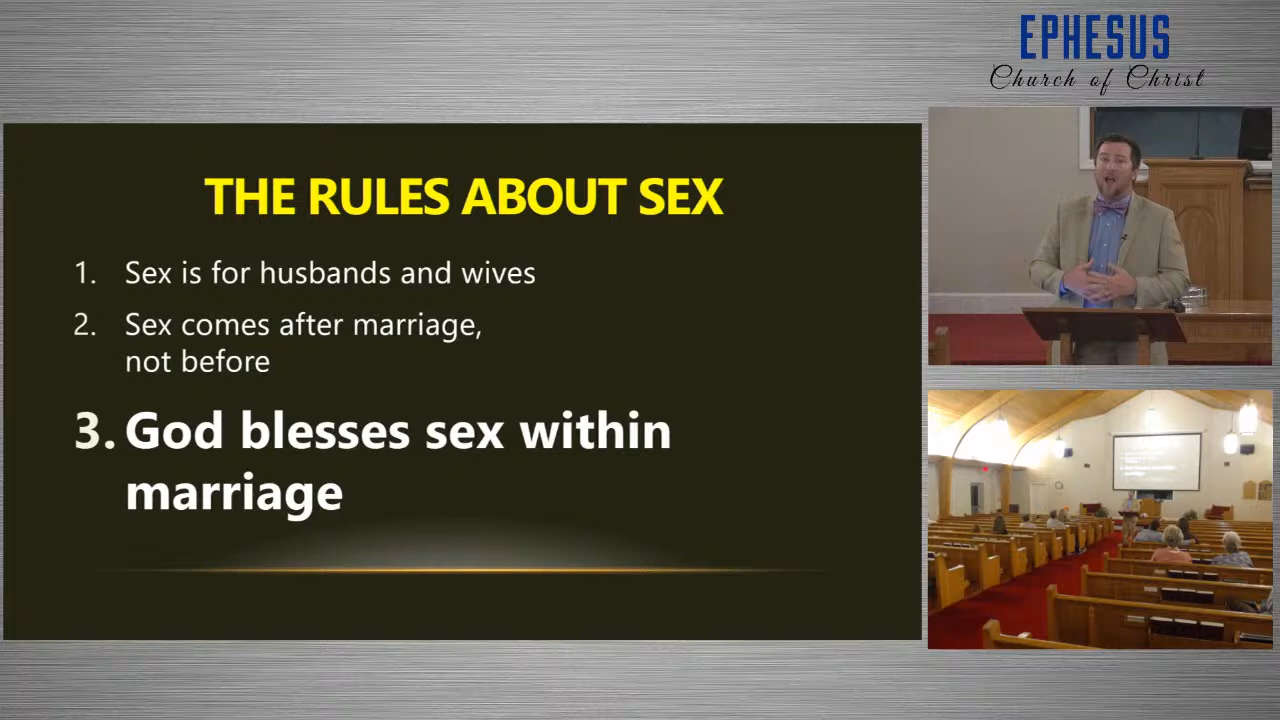 EPHESUS
Church of Christ
THE RULES ABOUT SEX
1. Sex is for husbands and wives
2. Sex comes after marriage,
not before
3. God blesses sex within
marriage